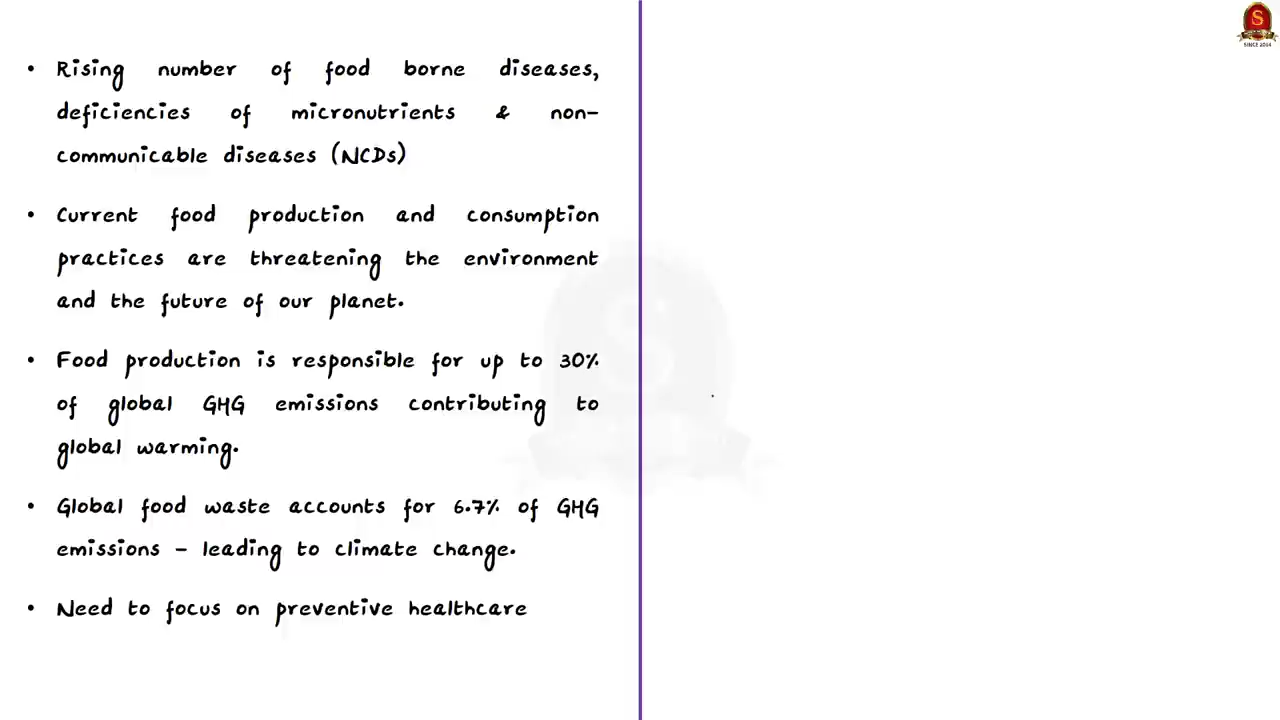 S
SINCE 2014
• Rising number of food borne diseases,
deficiencies of micronutrients & non-
communicable diseases (NCDs)
• Current food production and consumption
practices are threatening the environment
and the future of our planet.
• Food production is responsible for up to 30%
of global GHG emissions contributing to
global warming.
• Global food waste accounts for 6.7% of GHG
emissions – leading to climate change.
• Need to focus on preventive healthcare